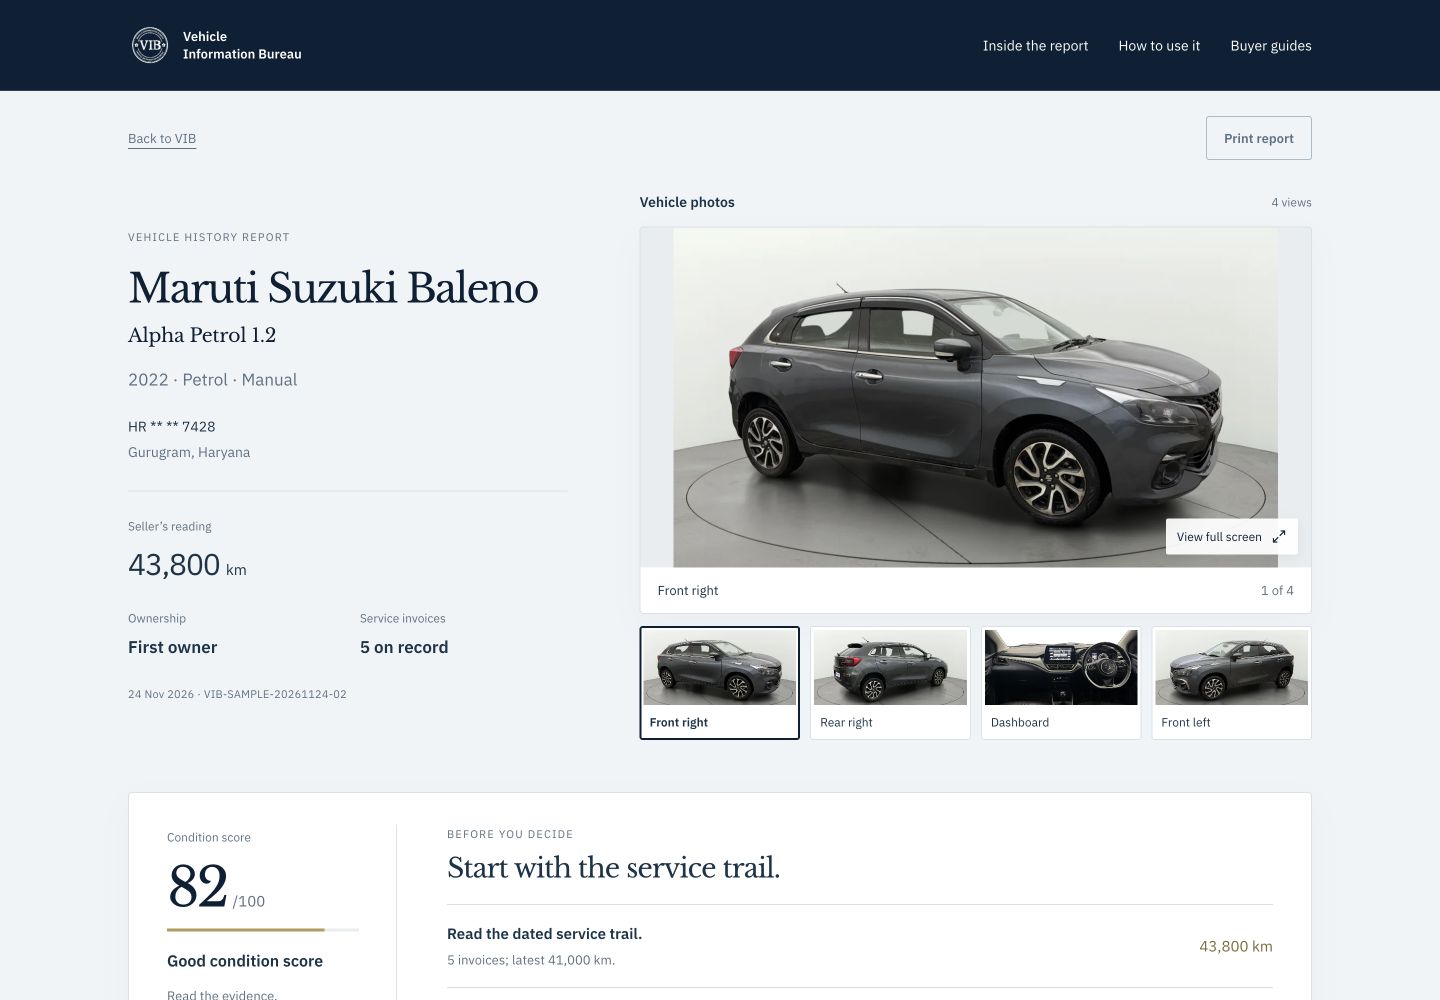 VIB
Vehicle
Information Bureau
Inside the report
How to use it
Buyer guides
Back to VIB
Print report
VEHICLE HISTORY REPORT
Maruti Suzuki Baleno
Alpha Petrol 1.2
2022 · Petrol · Manual
HR ** ** 7428
Gurugram, Haryana
Seller’s reading
43,800 km
Ownership
First owner
Service invoices
5 on record
24 Nov 2026 · VIB-SAMPLE-20261124-02
Vehicle photos
4 views
View full screen
Front right
1 of 4
Front right
Rear right
Dashboard
Front left
Condition score
82 /100
Good condition score
Read the evidence.
BEFORE YOU DECIDE
Start with the service trail.
Read the dated service trail.
5 invoices; latest 41,000 km.
43,800 km